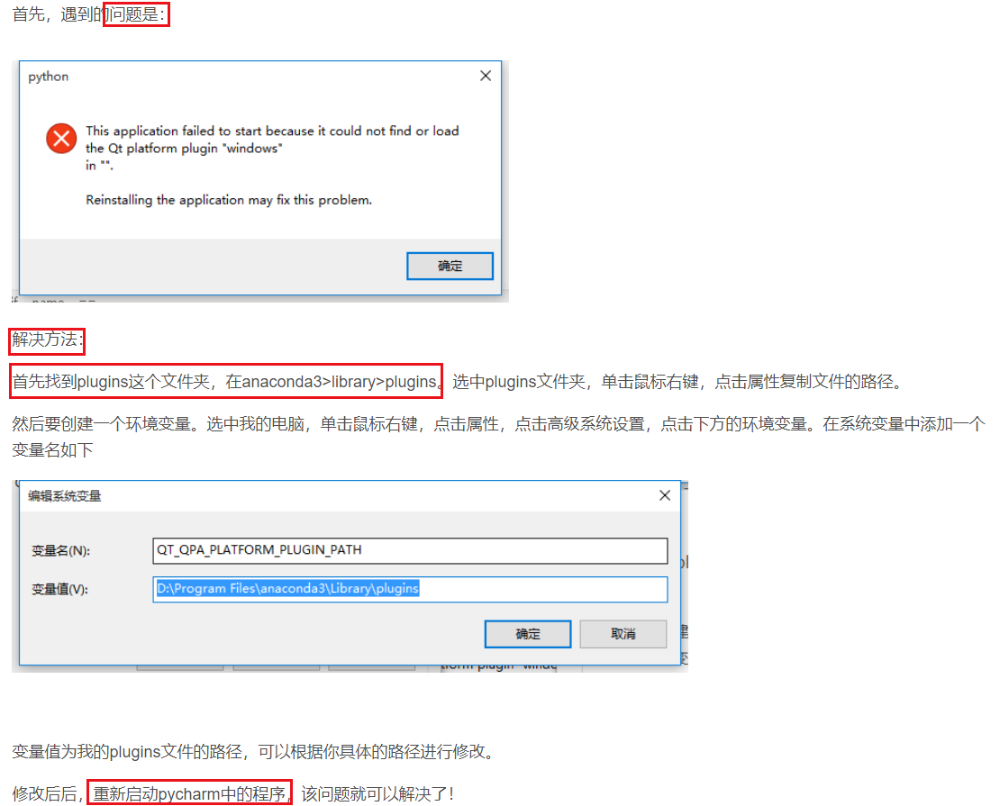 首先，遇到的问题是：
python
This application failed to start because it could not find or load
the Qt platform plugin "windows"
in "".
Reinstalling the application may fix this problem.
确定
解决方法：
首先找到plugins这个文件夹，在anaconda3>library>plugins。选中plugins文件夹，单击鼠标右键，点击属性复制文件的路径。
然后要创建一个环境变量。选中我的电脑，单击鼠标右键，点击属性，点击高级系统设置，点击下方的环境变量。在系统变量中添加一个
变量名如下
编辑系统变量
变量名(N):
QT_QPA_PLATFORM_PLUGIN_PATH
变量值(V):
D:\Program Files\anaconda3\Library\plugins
确定
取消
变量值为我的plugins文件的路径，可以根据你具体的路径进行修改。
修改后后，重新启动pycharm中的程序，该问题就可以解决了！